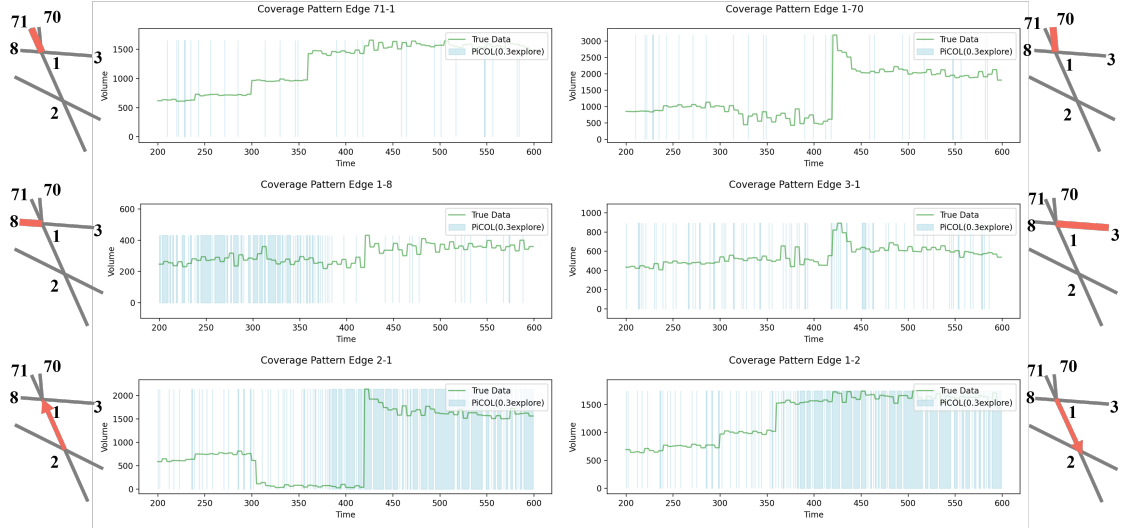 Coverage Pattern Edge 71-1
Coverage Pattern Edge 1-70
71 70
8 3
1
2
Volume
1500
1000
500
0
True Data
PiCOL(0.3explore)
200 250 300 350 400 450 500 550 600
Time
Volume
3000
2500
2000
1500
1000
500
0
True Data
PiCOL(0.3explore)
200 250 300 350 400 450 500 550 600
Time
71 70
8 3
1
2
Coverage Pattern Edge 1-8
Coverage Pattern Edge 3-1
71 70
8 3
1
2
Volume
600
400
200
0
True Data
PiCOL(0.3explore)
200 250 300 350 400 450 500 550 600
Time
Volume
1000
800
600
400
200
0
True Data
PiCOL(0.3explore)
200 250 300 350 400 450 500 550 600
Time
71 70
8 3
1
2
Coverage Pattern Edge 2-1
Coverage Pattern Edge 1-2
71 70
8 3
1
2
Volume
2000
1500
1000
500
0
True Data
PiCOL(0.3explore)
200 250 300 350 400 450 500 550 600
Time
Volume
1500
1000
500
0
True Data
PiCOL(0.3explore)
200 250 300 350 400 450 500 550 600
Time
71 70
8 3
1
2